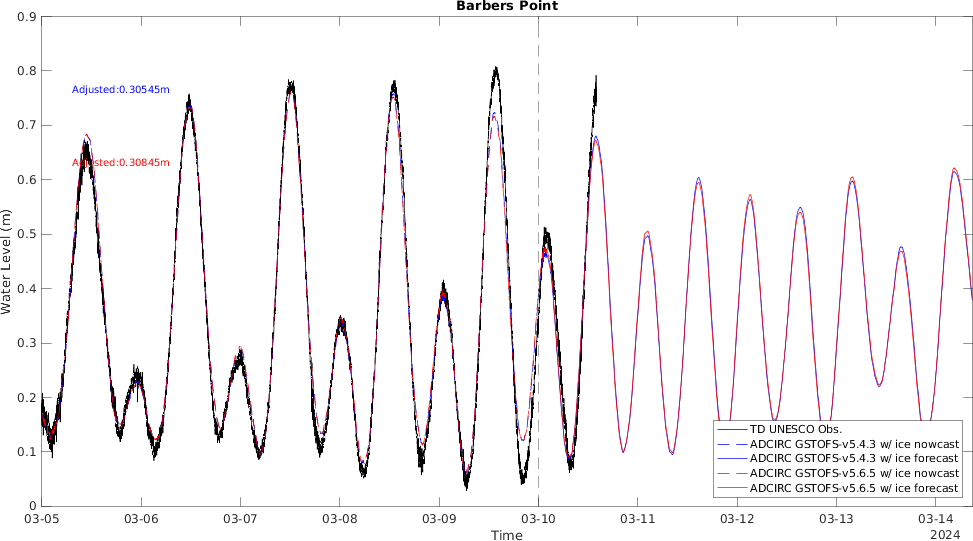 Barbers Point
0.9
0.8
0.7
0.6
0.5
0.4
0.3
0.2
0.1
0
Water Level (m)
Adjusted:0.30545m
Adjusted:0.30845m
TD UNESCO Obs.
ADCIRC GSTOFS-v5.4.3 w/ ice nowcast
ADCIRC GSTOFS-v5.4.3 w/ ice forecast
ADCIRC GSTOFS-v5.6.5 w/ ice nowcast
ADCIRC GSTOFS-v5.6.5 w/ ice forecast
03-05 03-06 03-07 03-08 03-09 03-10 03-11 03-12 03-13 03-14
Time 2024